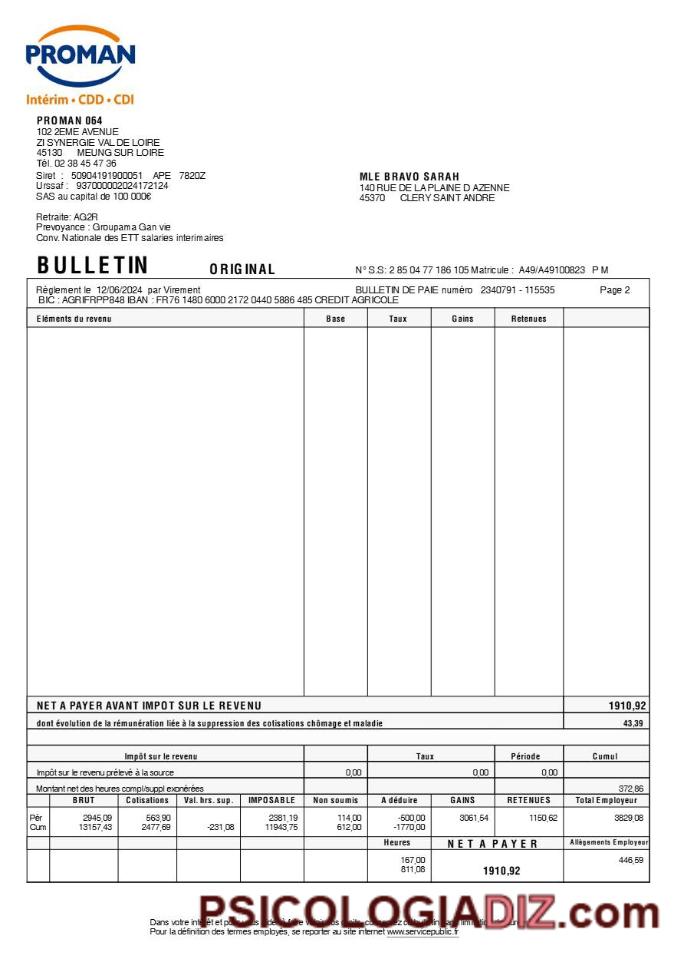 PROMAN
Intérim • CDD • CDI
PROMAN 064
102 2EME AVENUE
ZI SYNERGIE VAL DE LOIRE
45130 MEUNG SUR LOIRE
Tél. 02 38 45 47 36
Siret : 50904191900051 APE 7820Z
Urssaf : 937000002024172124
SAS au capital de 100 000€
MLE BRAVO SARAH
140 RUE DE LA PLAINE D AZENNE
45370 CLERY SAINT ANDRE
Retraite: AG2R
Prevoyance : Groupama Gan vie
Conv. Nationale des ETT salaries interimaires
BULLETIN ORIGINAL N° S.S: 2 85 04 77 186 105 Matricule : A49/A49100823 P M
Réglement le 12/06/2024 par Virement BULLETIN DE PAIE numéro 2340791 - 115535 Page 2
BIC : AGRIFRPP848 IBAN : FR76 1480 6000 2172 0440 5886 485 CREDIT AGRICOLE
Eléments du revenu Base Taux Gains Retenues
NET A PAYER AVANT IMPOT SUR LE REVENU 1910,92
dont évolution de la rémunération liée à la suppression des cotisations chômage et maladie 43,39
Impôt sur le revenu Taux Période Cumul
Impôt sur le revenu prélevé à la source 0,00 0,00 0,00
Montant net des heures compl/suppl exonérées 372,86
BRUT Cotisations Val. hrs. sup. IMPOSABLE Non soumis A déduire GAINS RETENUES Total Employeur
Pér 2945,09 563,90 2381,19 114,00 -600,00 3061,54 1150,62 3829,08
Cum 13157,43 2477,69 -231,08 11943,75 612,00 -1770,00
Heures NET A PAYER Allègements Employeur
167,00 446,59
811,08 1910,92
PSICOLOGIADIZ.com
Dans votre intérêt et pour vous
Pour la définition des termes employés, se reporter au site internet www.servicepublic.fr